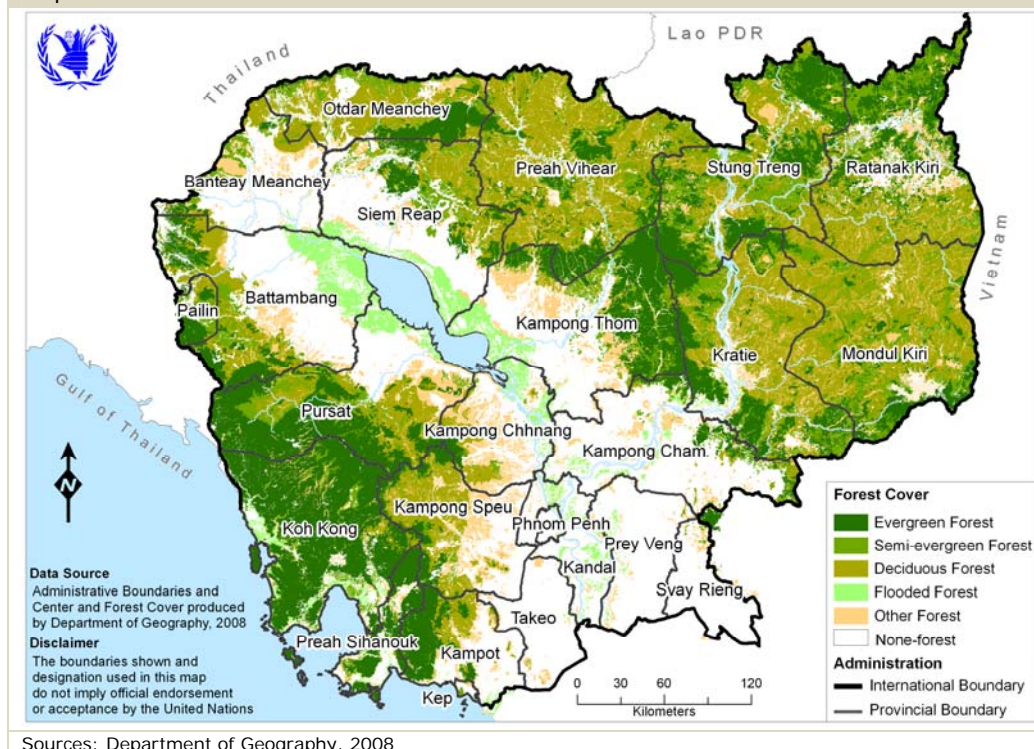 Lao PDR
Thailand
Otdar Meanchey
Preah Vihear
Stung Treng
Ratanak Kiri
Banteay Meanchey
Siem Reap
Vietnam
Battambang
Pailin
Kampong Thom
Kratie
Mondul Kiri
Gulf of Thailand
Pursat
Kampong Chhnang
Kampong Cham
N
Koh Kong
Kampong Speu
Phnom Penh
Prey Veng
Kandal
Svay Rieng
Takeo
Preah Sihanouk
Kampot
Kep
Data Source
Administrative Boundaries and
Center and Forest Cover produced
by Department of Geography, 2008
Disclaimer
The boundaries shown and
designation used in this map
do not imply official endorsement
or acceptance by the United Nations
0 30 60 120
Kilometers
Forest Cover
Evergreen Forest
Semi-evergreen Forest
Deciduous Forest
Flooded Forest
Other Forest
None-forest
Administration
International Boundary
Provincial Boundary
Sources: Department of Geography, 2008